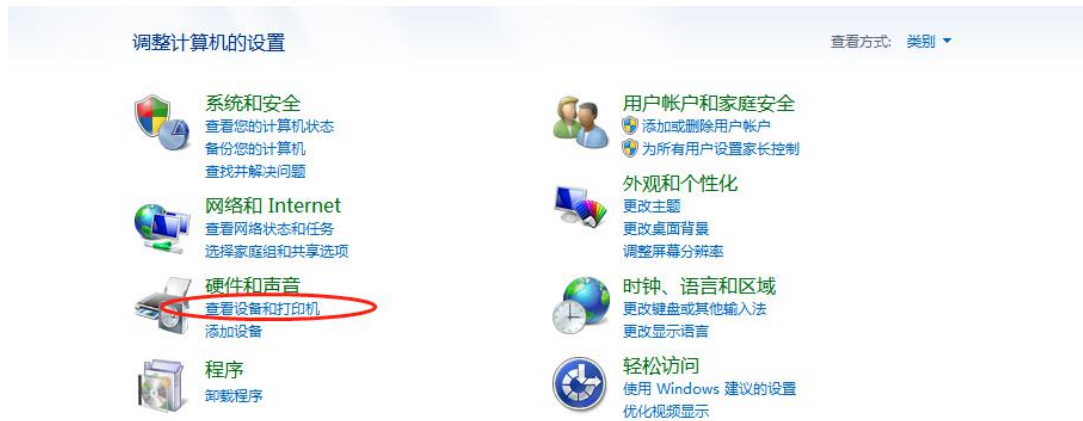 调整计算机的设置
查看方式: 类别
系统和安全
查看您的计算机状态
备份您的计算机
查找并解决问题
网络和 Internet
查看网络状态和任务
选择家庭组和共享选项
硬件和声音
查看设备和打印机
添加设备
程序
卸载程序
用户帐户和家庭安全
添加或删除用户帐户
为所有用户设置家长控制
外观和个性化
更改主题
更改桌面背景
调整屏幕分辨率
时钟、语言和区域
更改键盘或其他输入法
更改显示语言
轻松访问
使用 Windows 建议的设置
优化视频显示